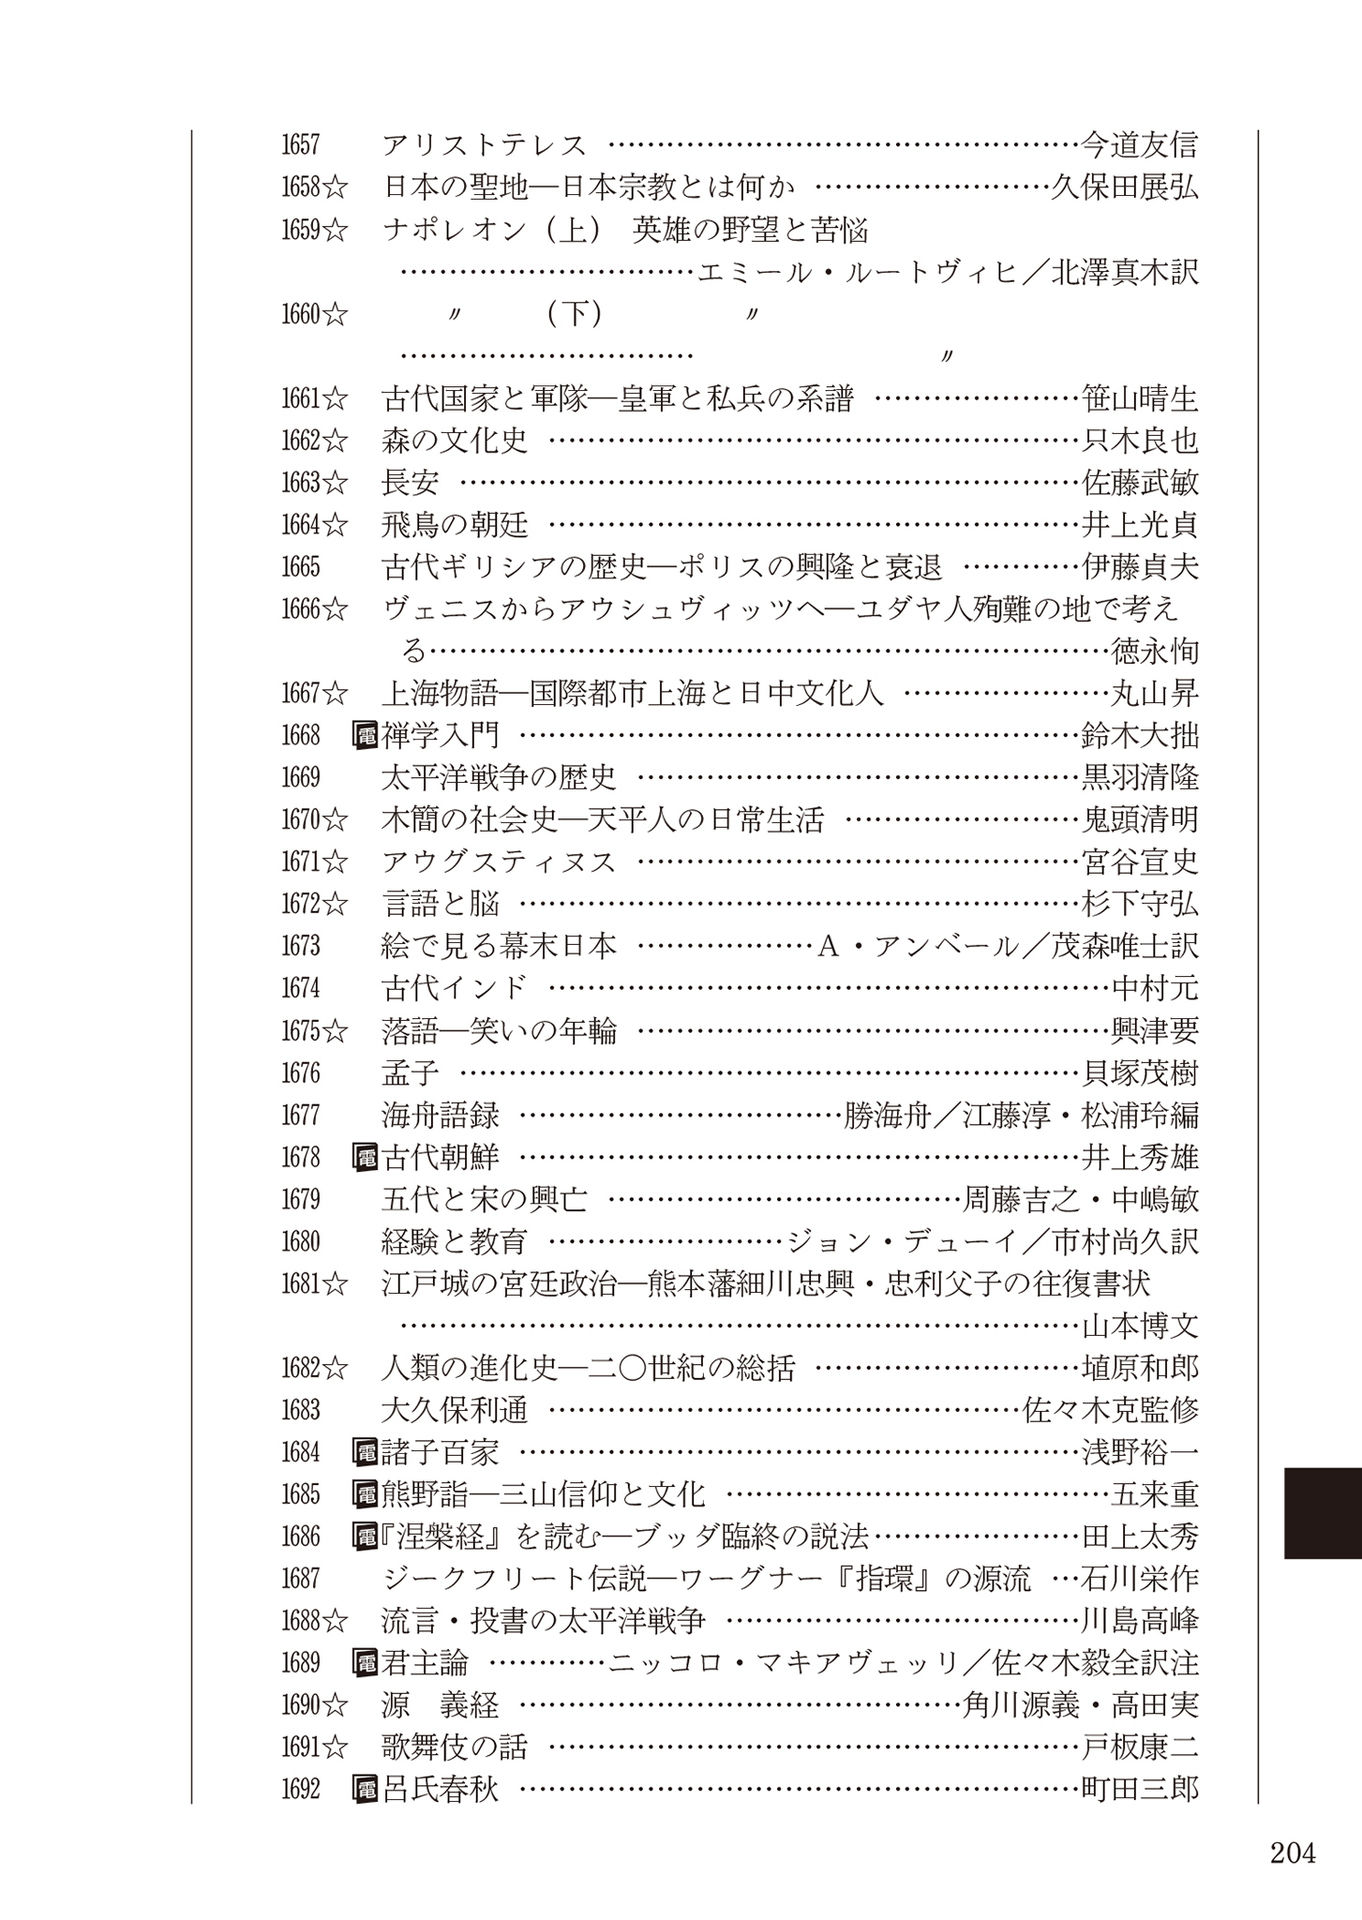 1657 アリストテレス ……………………………………………今道友信
1658☆ 日本の聖地―日本宗教とは何か ……………………久保田展弘
1659☆ ナポレオン（上） 英雄の野望と苦悩
…………………………エミール・ルートヴィヒ／北澤真木訳
1660☆ 〃 （下） 〃
………………………… 〃
1661☆ 古代国家と軍隊―皇軍と私兵の系譜 …………………笹山晴生
1662☆ 森の文化史 ………………………………………………只木良也
1663☆ 長安 ………………………………………………………佐藤武敏
1664☆ 飛鳥の朝廷 ………………………………………………井上光貞
1665 古代ギリシアの歴史―ポリスの興隆と衰退 …………伊藤貞夫
1666☆ ヴェニスからアウシュヴィッツへ―ユダヤ人殉難の地で考え
る……………………………………………………………徳永恂
1667☆ 上海物語―国際都市上海と日中文化人 …………………丸山昇
1668 電 禅学入門 …………………………………………………鈴木大拙
1669 太平洋戦争の歴史 ………………………………………黒羽清隆
1670☆ 木簡の社会史―天平人の日常生活 ……………………鬼頭清明
1671☆ アウグスティヌス ………………………………………宮谷宣史
1672☆ 言語と脳 …………………………………………………杉下守弘
1673 絵で見る幕末日本 ………………A・アンベール／茂森唯士訳
1674 古代インド …………………………………………………中村元
1675☆ 落語―笑いの年輪 …………………………………………興津要
1676 孟子 ………………………………………………………貝塚茂樹
1677 海舟語録 ……………………………勝海舟／江藤淳・松浦玲編
1678 電 古代朝鮮 …………………………………………………井上秀雄
1679 五代と宋の興亡 ………………………………周藤吉之・中嶋敏
1680 経験と教育 ……………………ジョン・デューイ／市村尚久訳
1681☆ 江戸城の宮廷政治―熊本藩細川忠興・忠利父子の往復書状
……………………………………………………………山本博文
1682☆ 人類の進化史―二〇世紀の総括 ………………………埴原和郎
1683 大久保利通 …………………………………………佐々木克監修
1684 電 諸子百家 …………………………………………………浅野裕一
1685 電 熊野詣―三山信仰と文化 …………………………………五来重
1686 電 『涅槃経』を読む―ブッダ臨終の説法…………………田上太秀
1687 ジークフリート伝説―ワーグナー『指環』の源流 …石川栄作
1688☆ 流言・投書の太平洋戦争 ………………………………川島高峰
1689 電 君主論 …………ニッコロ・マキアヴェッリ／佐々木毅全訳注
1690☆ 源 義経 ………………………………………角川源義・高田実
1691☆ 歌舞伎の話 ………………………………………………戸板康二
1692 電 呂氏春秋 …………………………………………………町田三郎
204